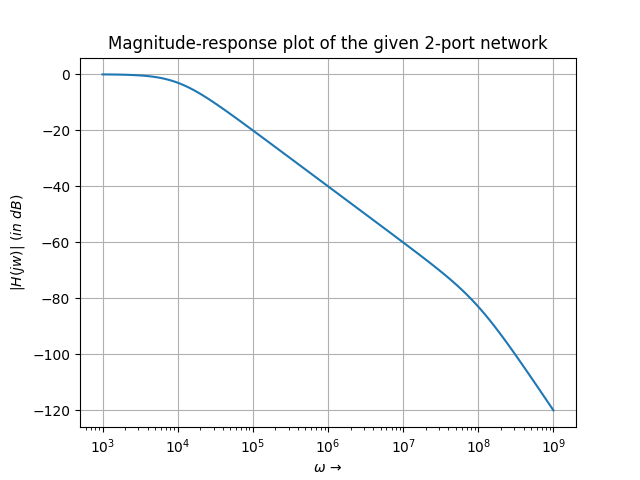 Magnitude-response plot of the given 2-port network
|H(jw)| (in dB)
0
−20
−40
−60
−80
−100
−120
10³ 10⁴ 10⁵ 10⁶ 10⁷ 10⁸ 10⁹
ω →